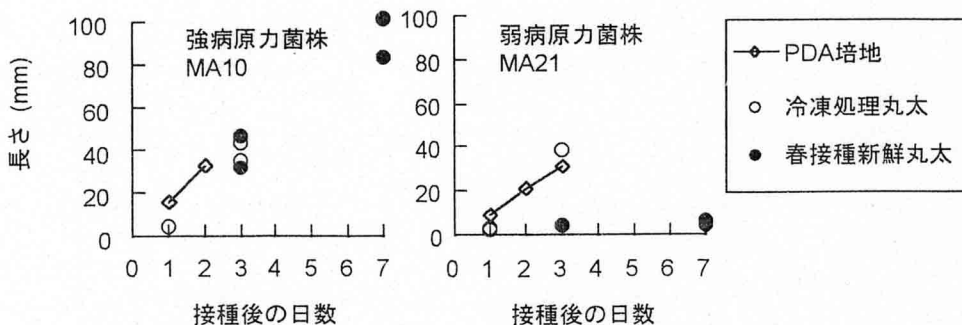 長さ (mm)
100
80
60
40
20
0
強病原力菌株
MA10
0 1 2 3 4 5 6 7
接種後の日数
100
80
60
40
20
0
弱病原力菌株
MA21
0 1 2 3 4 5 6 7
接種後の日数
PDA培地
冷凍処理丸太
春接種新鮮丸太